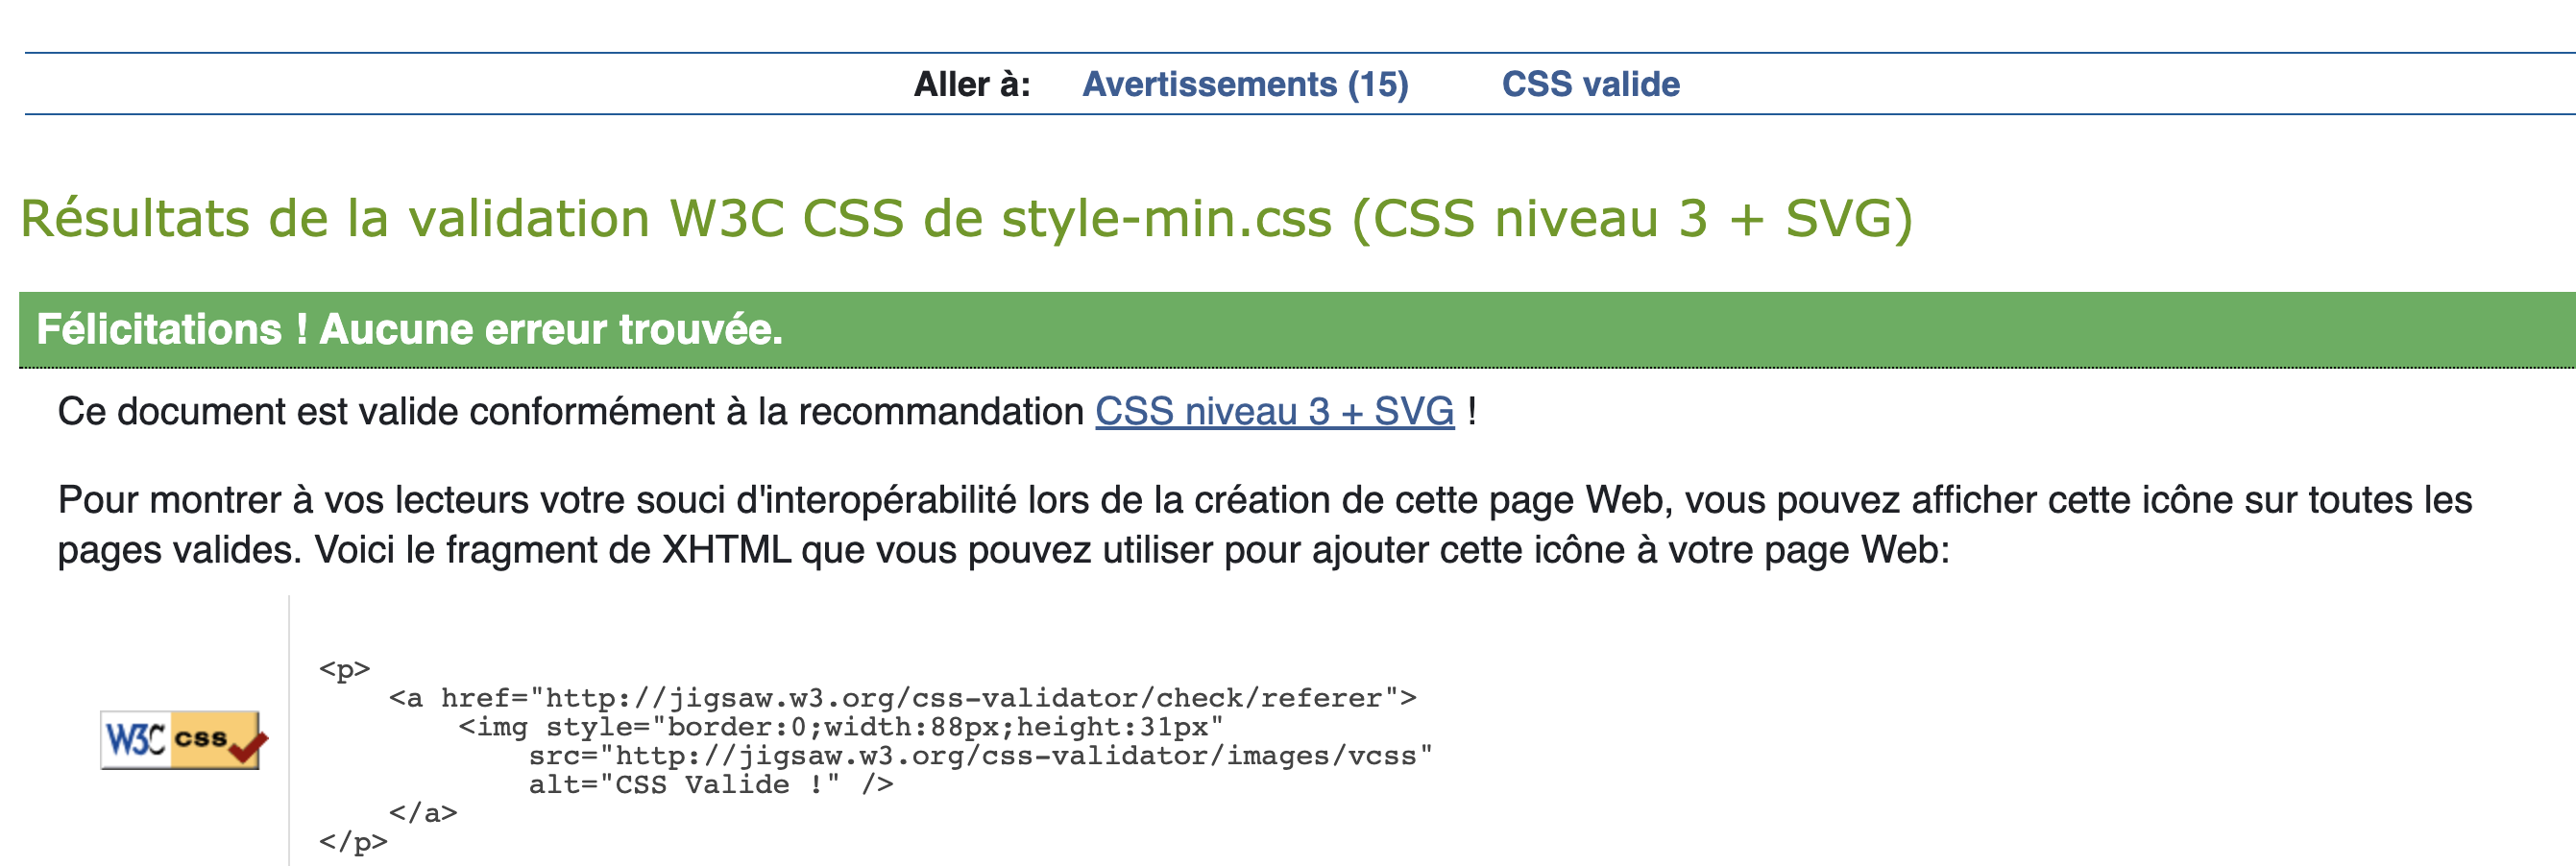 Aller à: Avertissements (15) CSS valide
Résultats de la validation W3C CSS de style-min.css (CSS niveau 3 + SVG)
Félicitations ! Aucune erreur trouvée.
Ce document est valide conformément à la recommandation CSS niveau 3 + SVG !
Pour montrer à vos lecteurs votre souci d'interopérabilité lors de la création de cette page Web, vous pouvez afficher cette icône sur toutes les
pages valides. Voici le fragment de XHTML que vous pouvez utiliser pour ajouter cette icône à votre page Web:
W3C css
<p>
<a href="http://jigsaw.w3.org/css-validator/check/referer">
<img style="border:0;width:88px;height:31px"
src="http://jigsaw.w3.org/css-validator/images/vcss"
alt="CSS Valide !" />
</a>
</p>